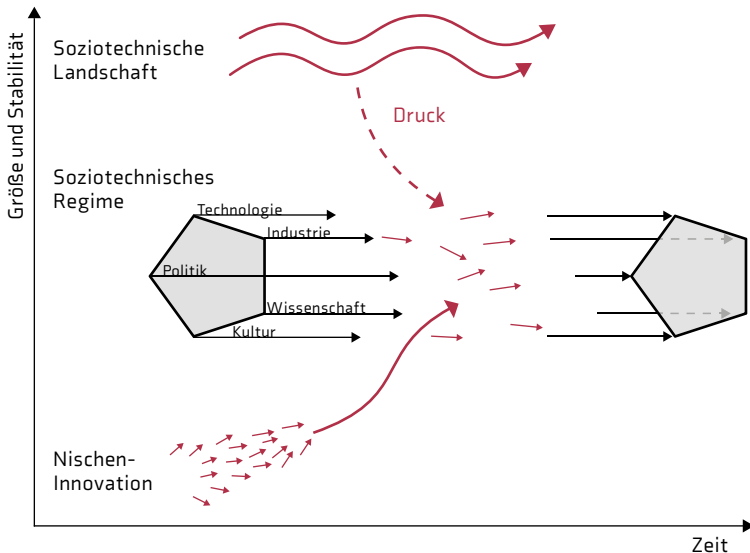 Größe und Stabilität
Soziotechnische
Landschaft
Druck
Soziotechnisches
Regime
Technologie
Industrie
Politik
Wissenschaft
Kultur
Nischen-
Innovation
Zeit